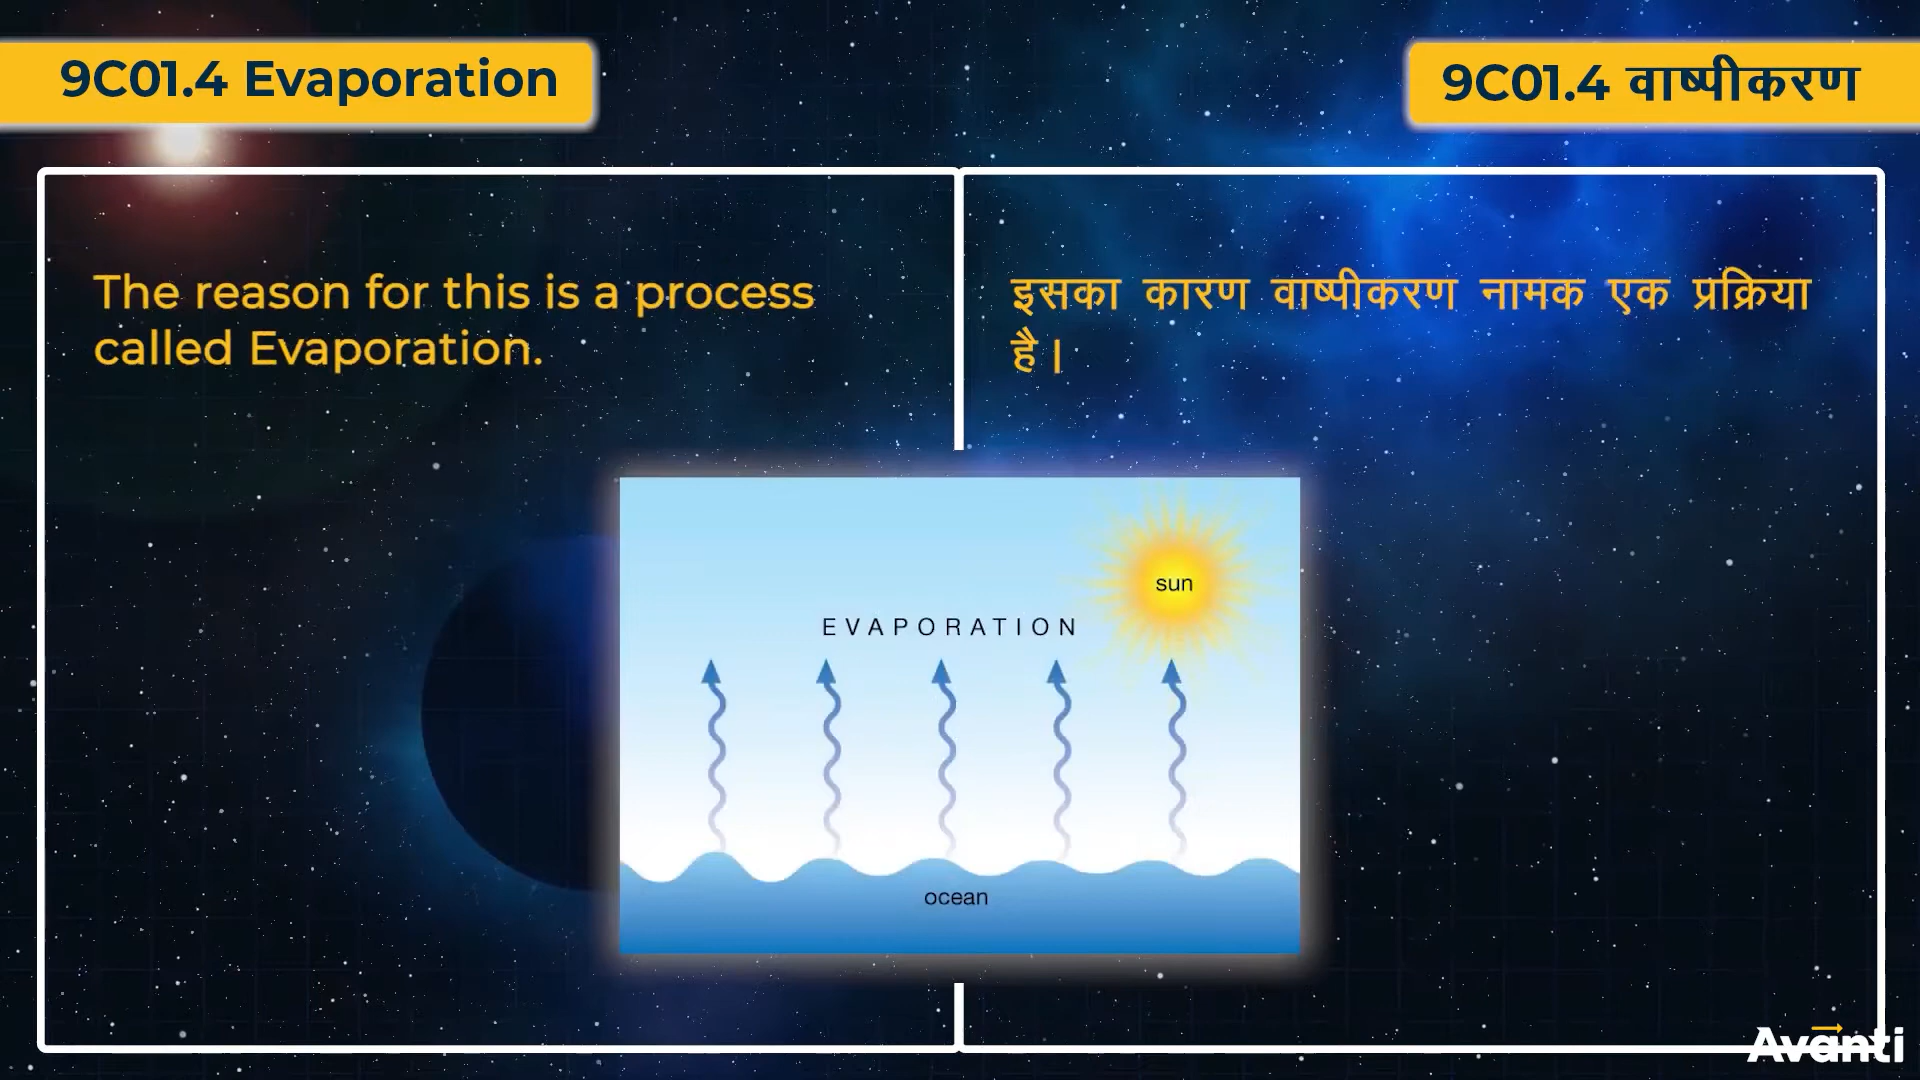 9C01.4 Evaporation
9C01.4 वाष्पीकरण
The reason for this is a process
called Evaporation.
इसका कारण वाष्पीकरण नामक एक प्रक्रिया
है।
sun
EVAPORATION
ocean
Avanti